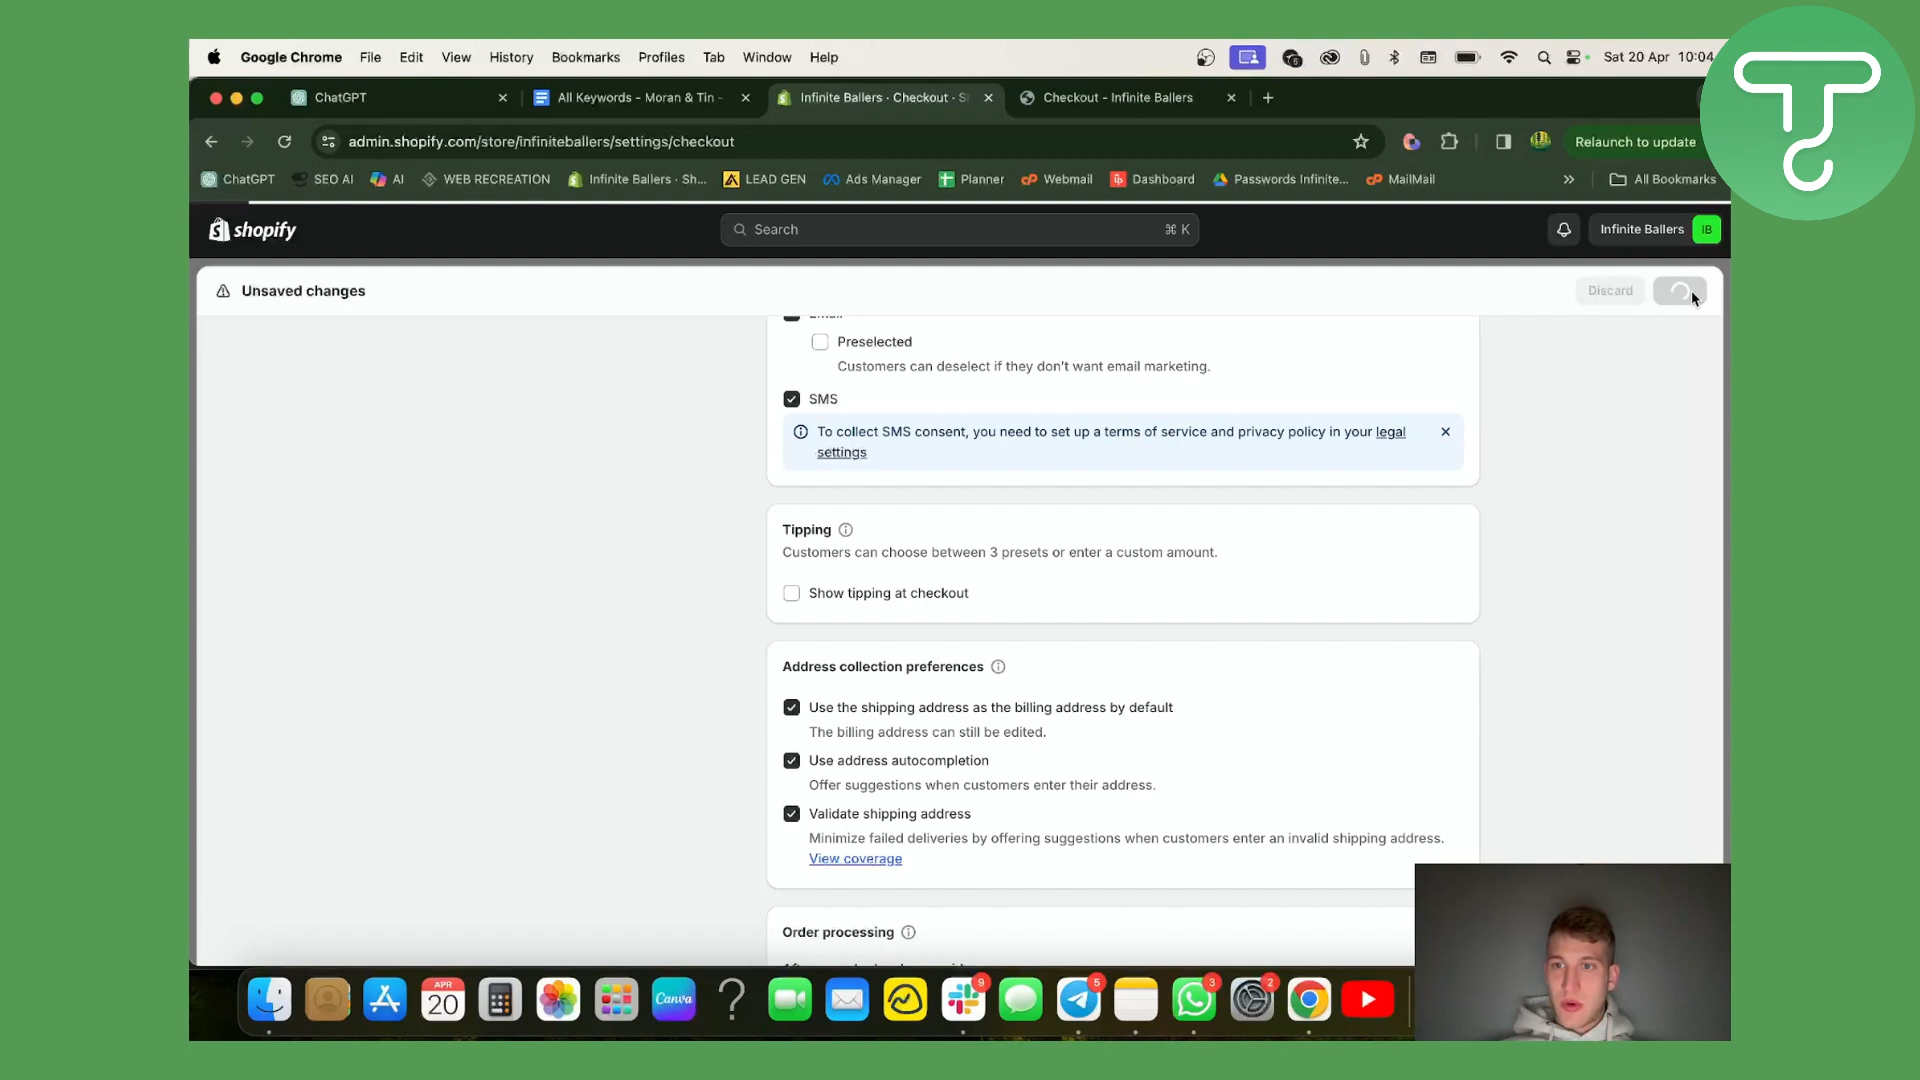 Google Chrome File Edit View History Bookmarks Profiles Tab Window Help Sat 20 Apr 10:04
ChatGPT All Keywords - Moran & Tin - Infinite Ballers · Checkout · S Checkout - Infinite Ballers
admin.shopify.com/store/infiniteballers/settings/checkout Relaunch to update
ChatGPT SEO AI AI WEB RECREATION Infinite Ballers · Sh... LEAD GEN Ads Manager Planner Webmail Dashboard Passwords Infinite... MailMail All Bookmarks
shopify Search ⌘ K Infinite Ballers IB
Unsaved changes Discard
Email
Preselected
Customers can deselect if they don't want email marketing.
SMS
To collect SMS consent, you need to set up a terms of service and privacy policy in your legal
settings
Tipping
Customers can choose between 3 presets or enter a custom amount.
Show tipping at checkout
Address collection preferences
Use the shipping address as the billing address by default
The billing address can still be edited.
Use address autocompletion
Offer suggestions when customers enter their address.
Validate shipping address
Minimize failed deliveries by offering suggestions when customers enter an invalid shipping address.
View coverage
Order processing
APR
20
Canva
9
5
3
2